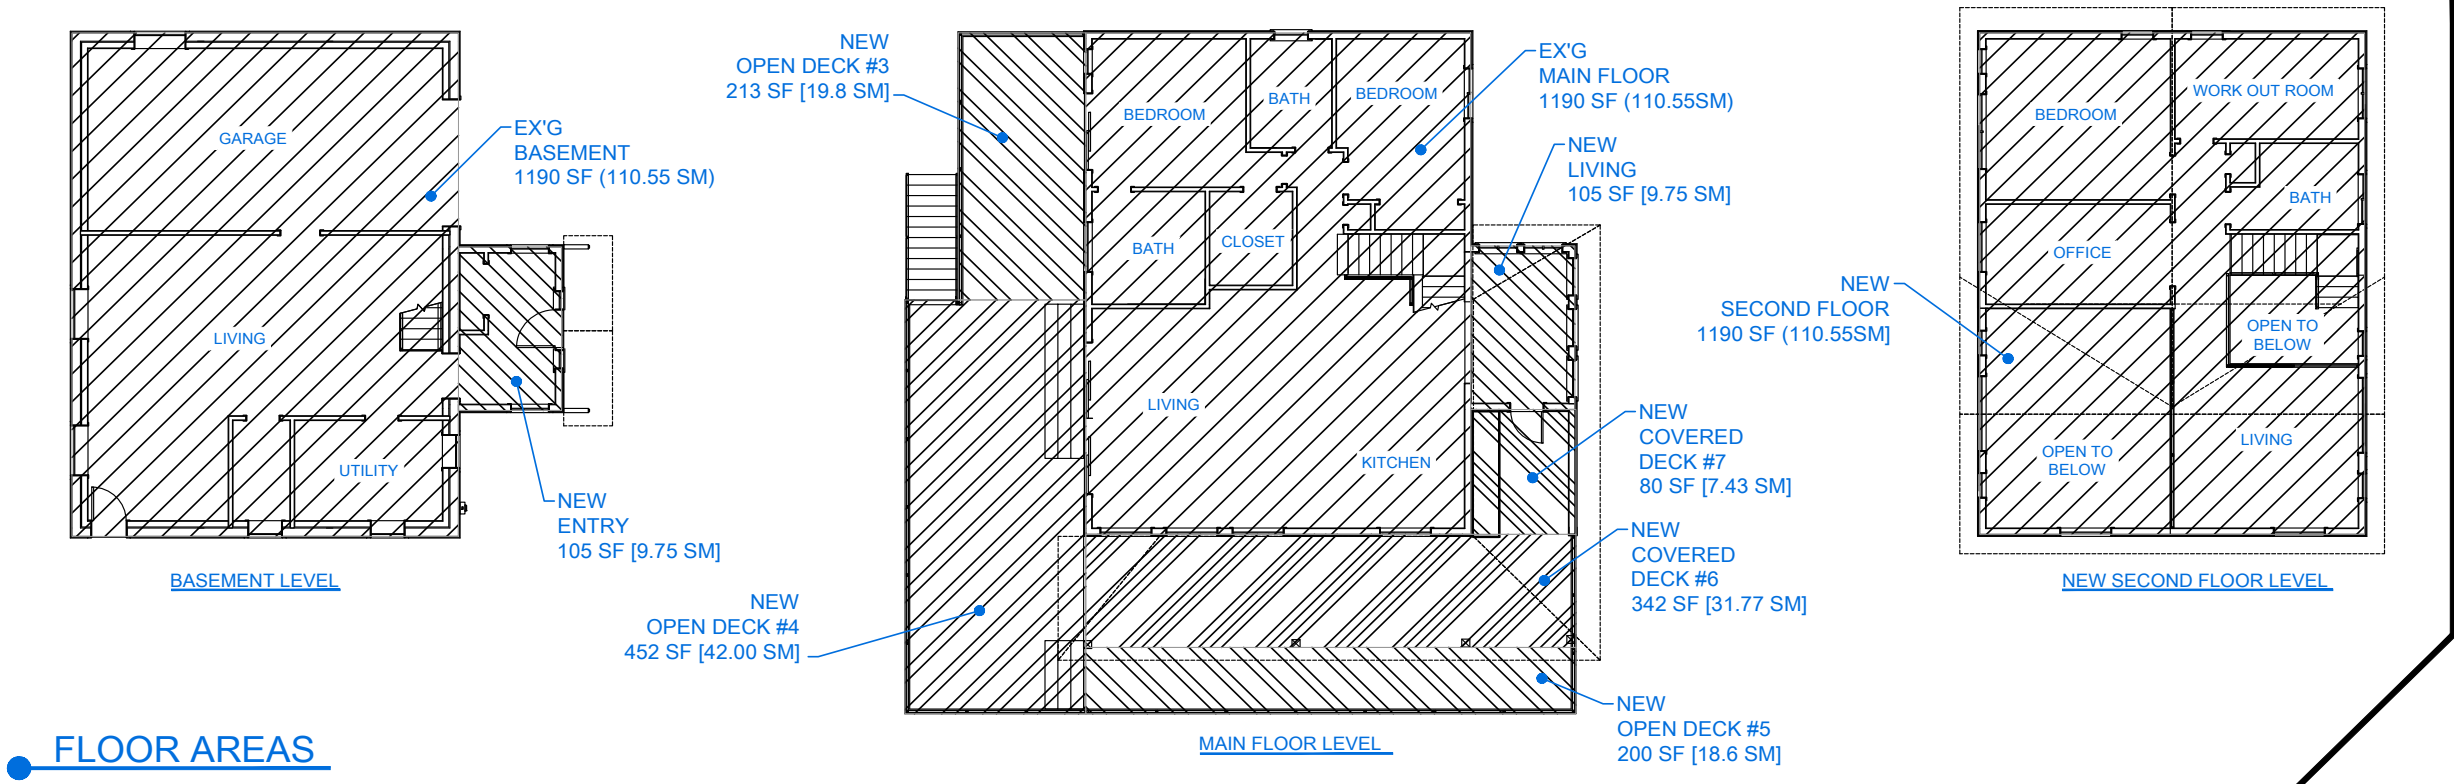 GARAGE
LIVING
UTILITY
EX'G
BASEMENT
1190 SF (110.55 SM)
NEW
ENTRY
105 SF [9.75 SM]
BASEMENT LEVEL
NEW
OPEN DECK #3
213 SF [19.8 SM]
BEDROOM
BATH
BEDROOM
BATH
CLOSET
LIVING
KITCHEN
EX'G
MAIN FLOOR
1190 SF (110.55SM)
NEW
LIVING
105 SF [9.75 SM]
NEW
COVERED
DECK #7
80 SF [7.43 SM]
NEW
COVERED
DECK #6
342 SF [31.77 SM]
NEW
OPEN DECK #4
452 SF [42.00 SM]
NEW
OPEN DECK #5
200 SF [18.6 SM]
MAIN FLOOR LEVEL
BEDROOM
WORK OUT ROOM
BATH
OFFICE
OPEN TO
BELOW
LIVING
OPEN TO
BELOW
NEW
SECOND FLOOR
1190 SF (110.55SM]
NEW SECOND FLOOR LEVEL
FLOOR AREAS